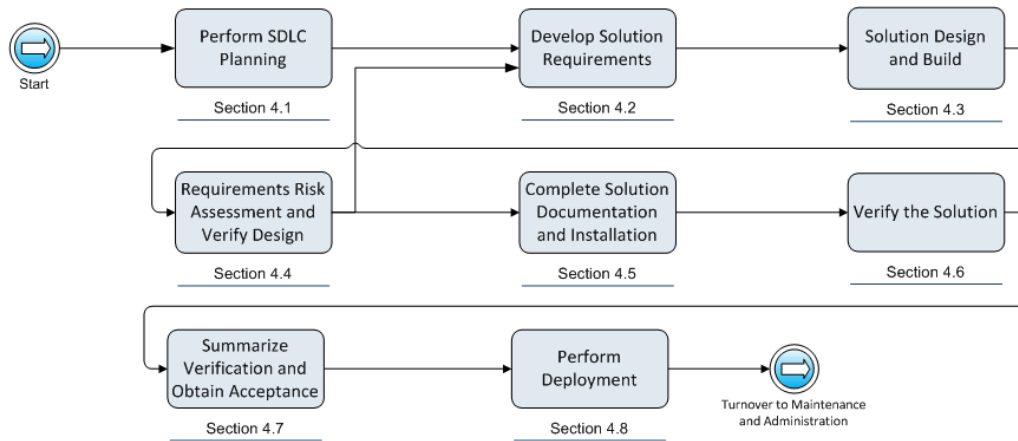 Perform SDLC
Planning
Develop Solution
Requirements
Solution Design
and Build
Start
Section 4.1
Section 4.2
Section 4.3
Requirements Risk
Assessment and
Verify Design
Complete Solution
Documentation
and Installation
Verify the Solution
Section 4.4
Section 4.5
Section 4.6
Summarize
Verification and
Obtain Acceptance
Perform
Deployment
Turnover to Maintenance
and Administration
Section 4.7
Section 4.8